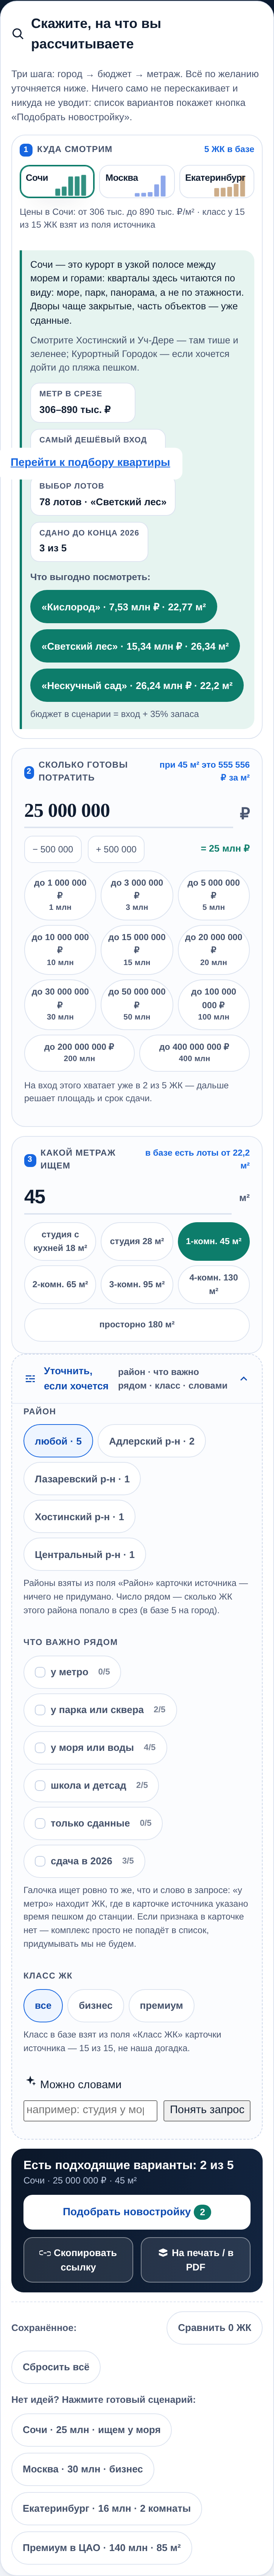 Скажите, на что вы
рассчитываете
Три шага: город → бюджет → метраж. Всё по желанию
уточняется ниже. Ничего само не перескакивает и
никуда не уводит: список вариантов покажет кнопка
«Подобрать новостройку».
1 КУДА СМОТРИМ 5 ЖК в базе
Сочи Москва Екатеринбург
Цены в Сочи: от 306 тыс. до 890 тыс. ₽/м² · класс у 15
из 15 ЖК взят из поля источника
Сочи — это курорт в узкой полосе между
морем и горами: кварталы здесь читаются по
виду: море, парк, панорама, а не по этажности.
Дворы чаще закрытые, часть объектов — уже
сданные.
Смотрите Хостинский и Уч-Дере — там тише и
зеленее; Курортный Городок — если хочется
дойти до пляжа пешком.
МЕТР В СРЕЗЕ
306–890 тыс. ₽
САМЫЙ ДЕШЁВЫЙ ВХОД
Перейти к подбору квартиры
ВЫБОР ЛОТОВ
78 лотов · «Светский лес»
СДАНО ДО КОНЦА 2026
3 из 5
Что выгодно посмотреть:
«Кислород» · 7,53 млн ₽ · 22,77 м²
«Светский лес» · 15,34 млн ₽ · 26,34 м²
«Нескучный сад» · 26,24 млн ₽ · 22,2 м²
бюджет в сценарии = вход + 35% запаса
2 СКОЛЬКО ГОТОВЫ
ПОТРАТИТЬ
при 45 м² это 555 556
₽ за м²
25 000 000 ₽
− 500 000 + 500 000 = 25 млн ₽
до 1 000 000
₽
1 млн
до 3 000 000
₽
3 млн
до 5 000 000
₽
5 млн
до 10 000 000
₽
10 млн
до 15 000 000
₽
15 млн
до 20 000 000
₽
20 млн
до 30 000 000
₽
30 млн
до 50 000 000
₽
50 млн
до 100 000
000 ₽
100 млн
до 200 000 000 ₽
200 млн
до 400 000 000 ₽
400 млн
На вход этого хватает уже в 2 из 5 ЖК — дальше
решает площадь и срок сдачи.
3 КАКОЙ МЕТРАЖ
ИЩЕМ
в базе есть лоты от 22,2
м²
45 м²
студия с
кухней 18 м²
студия 28 м²
1-комн. 45 м²
2-комн. 65 м²
3-комн. 95 м²
4-комн. 130
м²
просторно 180 м²
Уточнить,
если хочется
район · что важно
рядом · класс · словами
РАЙОН
любой · 5 Адлерский р-н · 2
Лазаревский р-н · 1
Хостинский р-н · 1
Центральный р-н · 1
Районы взяты из поля «Район» карточки источника —
ничего не придумано. Число рядом — сколько ЖК
этого района попало в срез (в базе 5 на город).
ЧТО ВАЖНО РЯДОМ
у метро 0/5
у парка или сквера 2/5
у моря или воды 4/5
школа и детсад 2/5
только сданные 0/5
сдача в 2026 3/5
Галочка ищет ровно то же, что и слово в запросе: «у
метро» находит ЖК, где в карточке источника указано
время пешком до станции. Если признака в карточке
нет — комплекс просто не попадёт в список,
придумывать мы не будем.
КЛАСС ЖК
все бизнес премиум
Класс в базе взят из поля «Класс ЖК» карточки
источника — 15 из 15, не наша догадка.
Можно словами
например: студия у мор Понять запрос
Есть подходящие варианты: 2 из 5
Сочи · 25 000 000 ₽ · 45 м²
Подобрать новостройку 2
Скопировать
ссылку
На печать / в
PDF
Сохранённое: Сравнить 0 ЖК
Сбросить всё
Нет идей? Нажмите готовый сценарий:
Сочи · 25 млн · ищем у моря
Москва · 30 млн · бизнес
Екатеринбург · 16 млн · 2 комнаты
Премиум в ЦАО · 140 млн · 85 м²